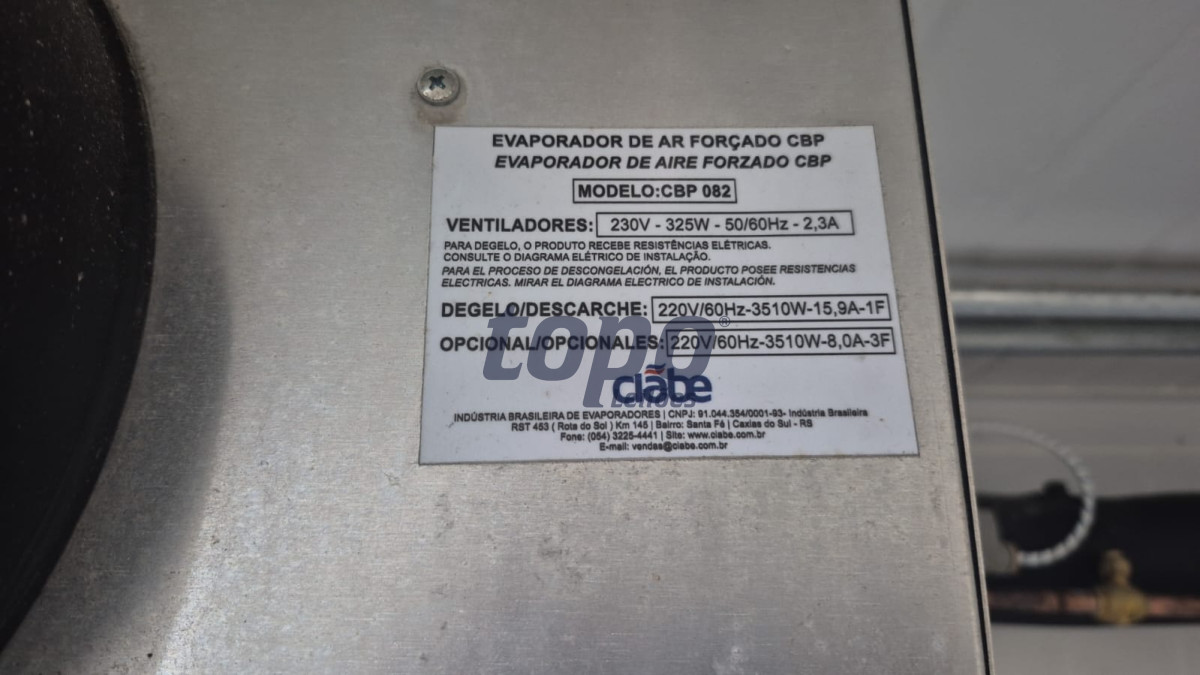 EVAPORADOR DE AR FORÇADO CBP
EVAPORADOR DE AIRE FORZADO CBP
MODELO:CBP 082
VENTILADORES: 230V - 325W - 50/60Hz - 2,3A
PARA DEGELO, O PRODUTO RECEBE RESISTÊNCIAS ELÉTRICAS.
CONSULTE O DIAGRAMA ELÉTRICO DE INSTALAÇÃO.
PARA EL PROCESO DE DESCONGELACIÓN, EL PRODUCTO POSEE RESISTENCIAS
ELECTRICAS. MIRAR EL DIAGRAMA ELECTRICO DE INSTALACIÓN.
DEGELO/DESCARCHE: 220V/60Hz-3510W-15,9A-1F
OPCIONAL/OPCIONALES: 220V/60Hz-3510W-8,0A-3F
topo®
LEILÕES
ciabe
INDÚSTRIA BRASILEIRA DE EVAPORADORES | CNPJ: 91.044.354/0001-93- Indústria Brasileira
RST 453 ( Rota do Sol ) Km 145 | Bairro: Santa Fé | Caxias do Sul - RS
Fone: (054) 3225-4441 | Site: www.ciabe.com.br
E-mail: vendas@ciabe.com.br